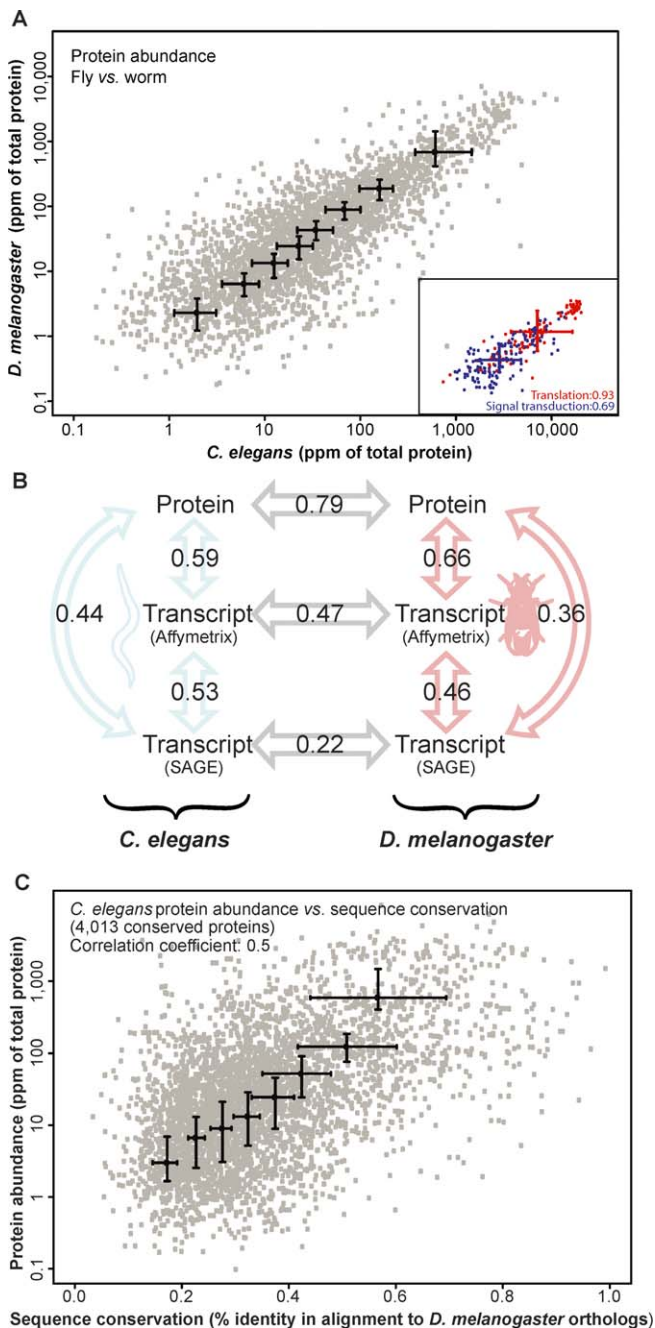 A
Protein abundance
Fly vs. worm
D. melanogaster (ppm of total protein)
10,000
1,000
100
10
1
0.1
Translation:0.93
Signal transduction:0.69
0.1
1
10
100
1,000
10,000
C. elegans (ppm of total protein)
B
Protein
0.79
Protein
0.59
0.66
0.44
Transcript
(Affymetrix)
0.47
Transcript
(Affymetrix)
0.36
0.53
0.46
Transcript
(SAGE)
0.22
Transcript
(SAGE)
C. elegans
D. melanogaster
C
C. elegans protein abundance vs. sequence conservation
(4,013 conserved proteins)
Correlation coefficient: 0.5
Protein abundance (ppm of total protein)
1,000
100
10
1
0.1
0.0
0.2
0.4
0.6
0.8
1.0
Sequence conservation (% identity in alignment to D. melanogaster orthologs)